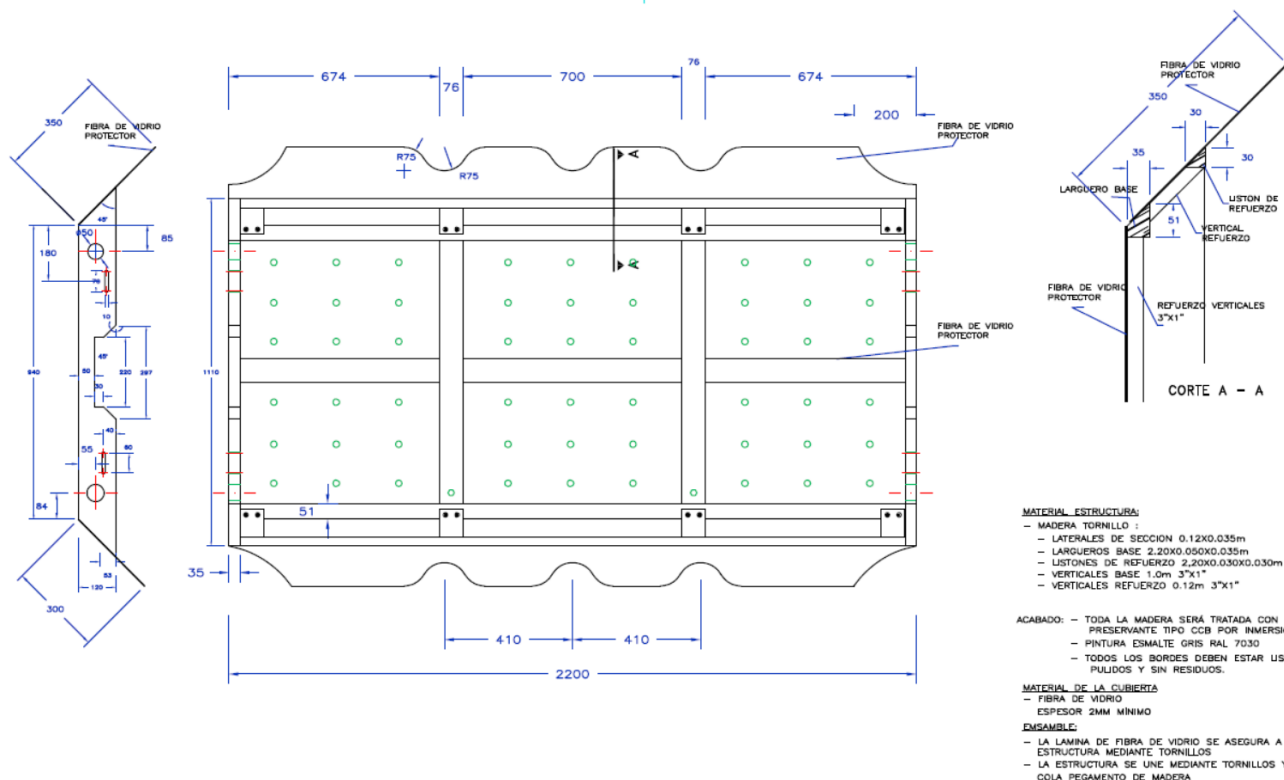 674
76
700
76
674
200
350
FIBRA DE VIDRIO
PROTECTOR
R75
R75
A
A
FIBRA DE VIDRIO
PROTECTOR
45°
Ø50
85
180
76
10
940
45°
60
220
297
30
1110
FIBRA DE VIDRIO
PROTECTOR
40
55
60
84
51
53
120
35
300
410
410
2200
FIBRA DE VIDRIO
PROTECTOR
350
30
35
30
LARGUERO BASE
LISTON DE
REFUERZO
51
VERTICAL
REFUERZO
FIBRA DE VIDRIO
PROTECTOR
REFUERZO VERTICALES
3"X1"
CORTE A - A
MATERIAL ESTRUCTURA:
- MADERA TORNILLO :
- LATERALES DE SECCION 0.12X0.035m
- LARGUEROS BASE 2.20X0.050X0.035m
- LISTONES DE REFUERZO 2,20X0.030X0.030m
- VERTICALES BASE 1.0m 3"X1"
- VERTICALES REFUERZO 0.12m 3"X1"
ACABADO: - TODA LA MADERA SERÁ TRATADA CON
PRESERVANTE TIPO CCB POR INMERSI
- PINTURA ESMALTE GRIS RAL 7030
- TODOS LOS BORDES DEBEN ESTAR LIS
PULIDOS Y SIN RESIDUOS.
MATERIAL DE LA CUBIERTA
- FIBRA DE VIDRIO
ESPESOR 2MM MÍNIMO
EMSAMBLE:
- LA LAMINA DE FIBRA DE VIDRIO SE ASEGURA A
ESTRUCTURA MEDIANTE TORNILLOS
- LA ESTRUCTURA SE UNE MEDIANTE TORNILLOS Y
COLA PEGAMENTO DE MADERA